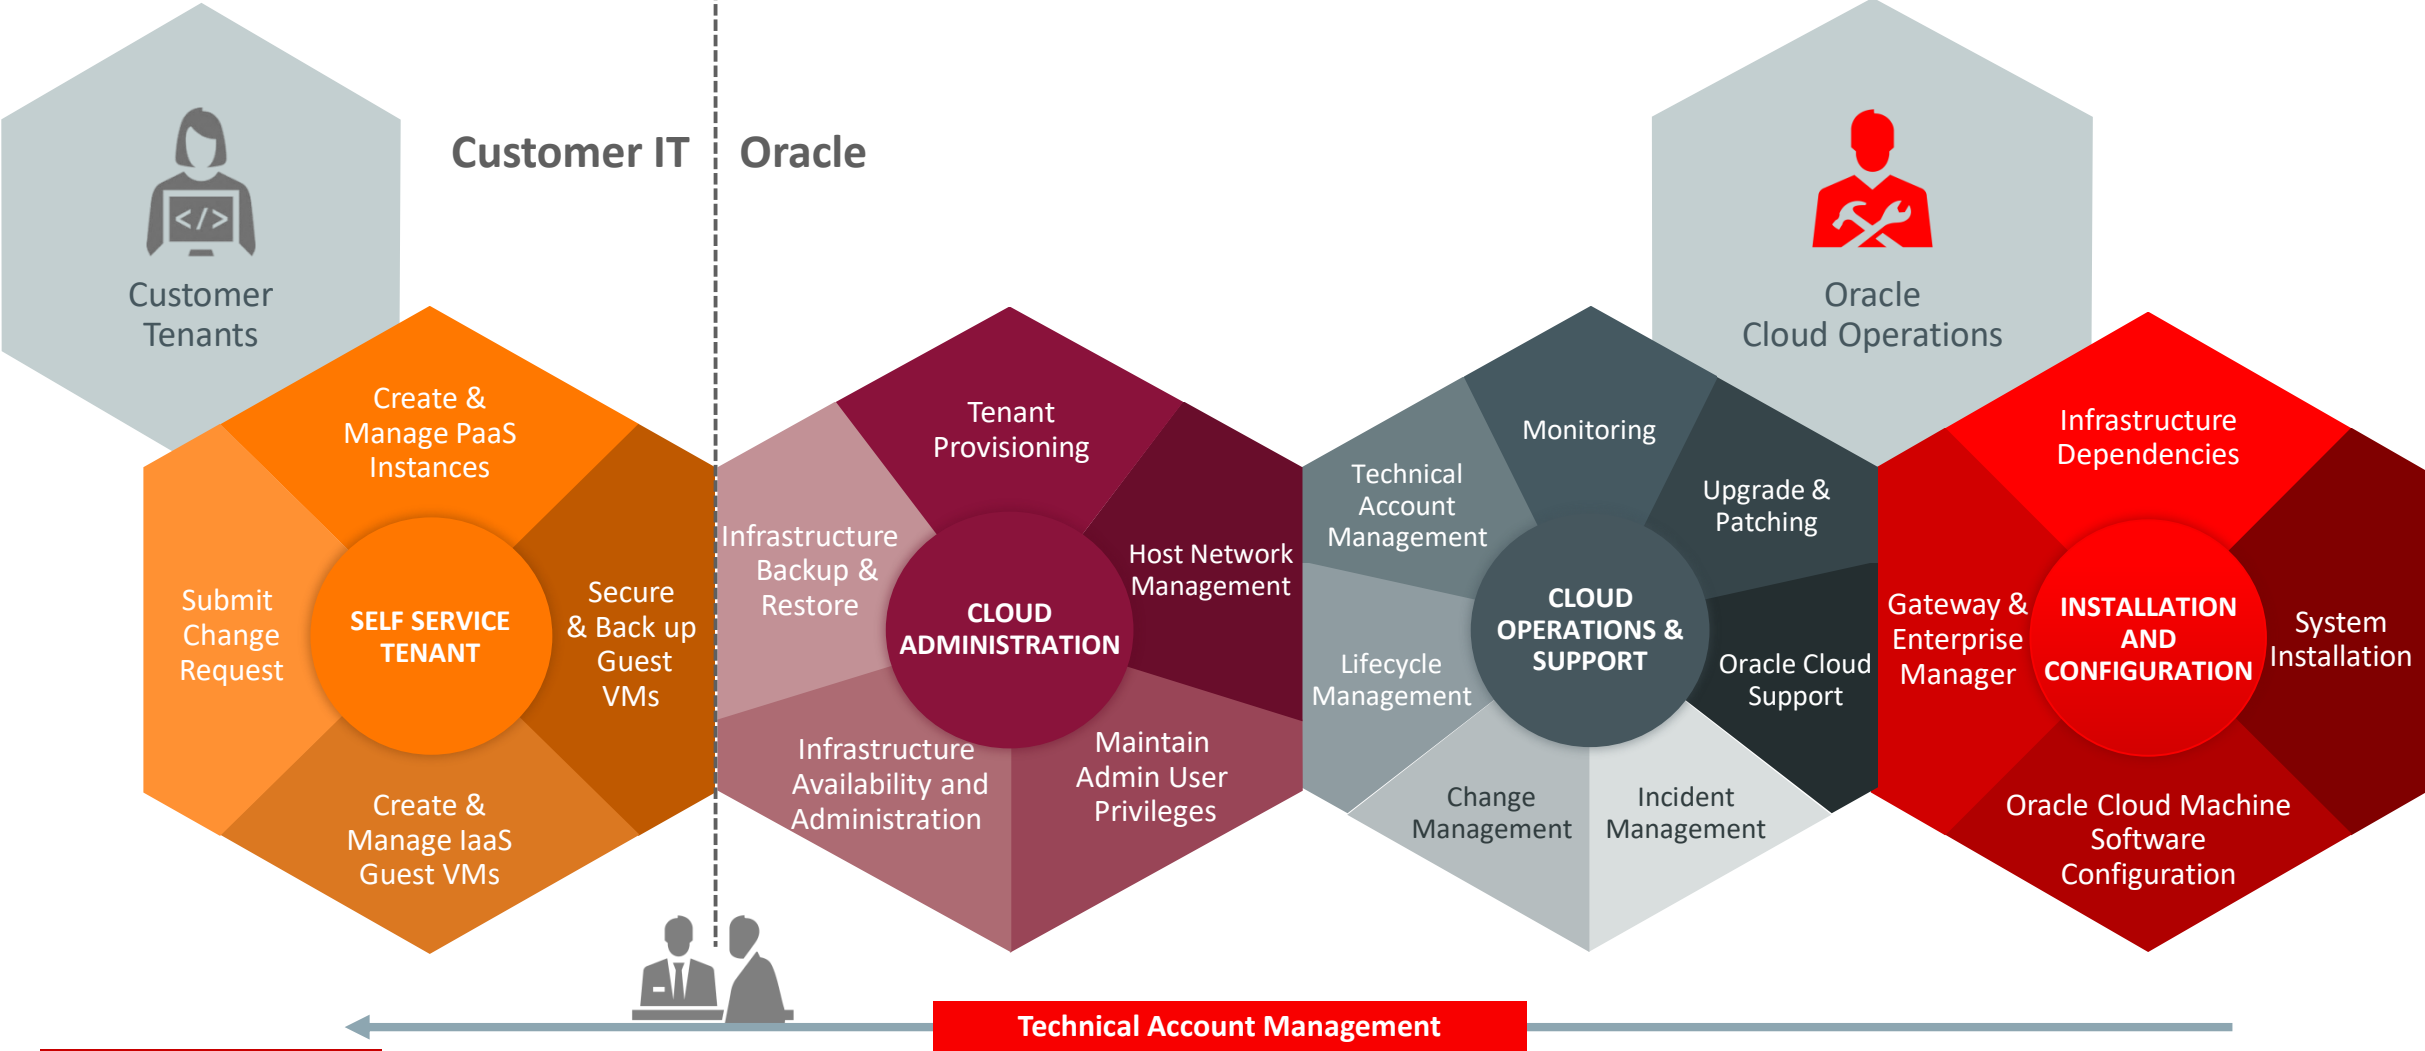 Customer IT
Oracle
</>
Customer
Tenants
Oracle
Cloud Operations
Create &
Manage PaaS
Instances
Submit
Change
Request
SELF SERVICE
TENANT
Secure
& Back up
Guest
VMs
Create &
Manage IaaS
Guest VMs
Tenant
Provisioning
Infrastructure
Backup &
Restore
Host Network
Management
CLOUD
ADMINISTRATION
Infrastructure
Availability and
Administration
Maintain
Admin User
Privileges
Monitoring
Technical
Account
Management
Upgrade &
Patching
CLOUD
OPERATIONS &
SUPPORT
Lifecycle
Management
Oracle Cloud
Support
Change
Management
Incident
Management
Infrastructure
Dependencies
Gateway &
Enterprise
Manager
INSTALLATION
AND
CONFIGURATION
System
Installation
Oracle Cloud Machine
Software
Configuration
Technical Account Management